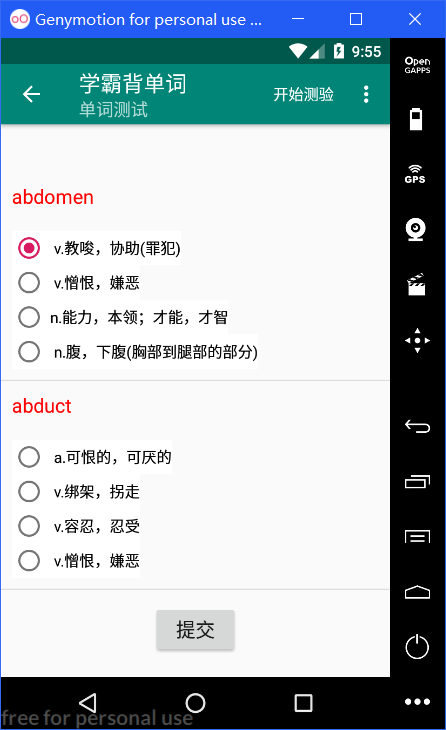 Genymotion for personal use ...
9:55
Open
GAPPS
学霸背单词
单词测试
开始测验
GPS
abdomen
v.教唆，协助(罪犯)
v.憎恨，嫌恶
n.能力，本领；才能，才智
n.腹，下腹(胸部到腿部的部分)
abduct
a.可恨的，可厌的
v.绑架，拐走
v.容忍，忍受
v.憎恨，嫌恶
提交
free for personal use